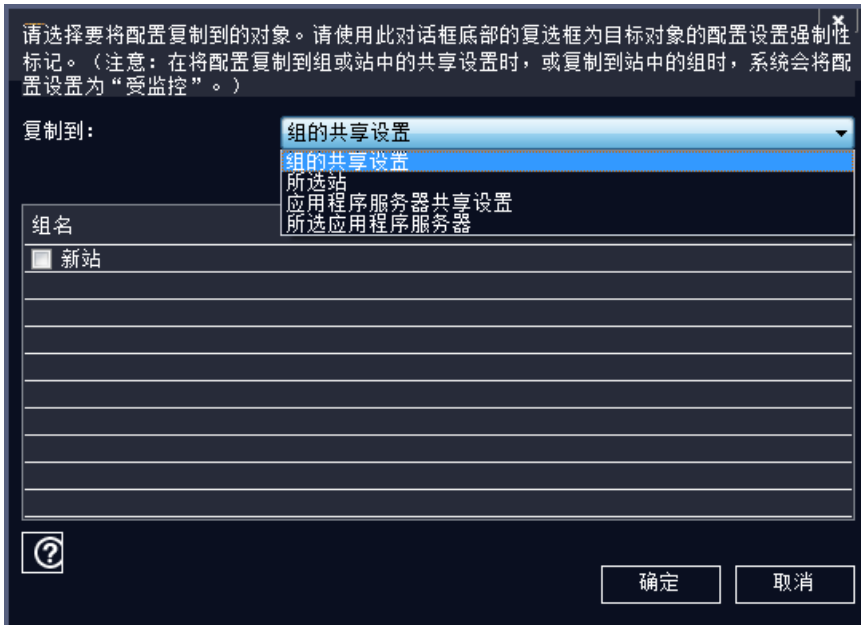 请选择要将配置复制到的对象。请使用此对话框底部的复选框为目标对象的配置设置强制性
标记。（注意：在将配置复制到组或站中的共享设置时，或复制到站中的组时，系统会将配
置设置为“受监控”。）
复制到：
组的共享设置
组的共享设置
所选站
应用程序服务器共享设置
所选应用程序服务器
组名
新站
确定
取消